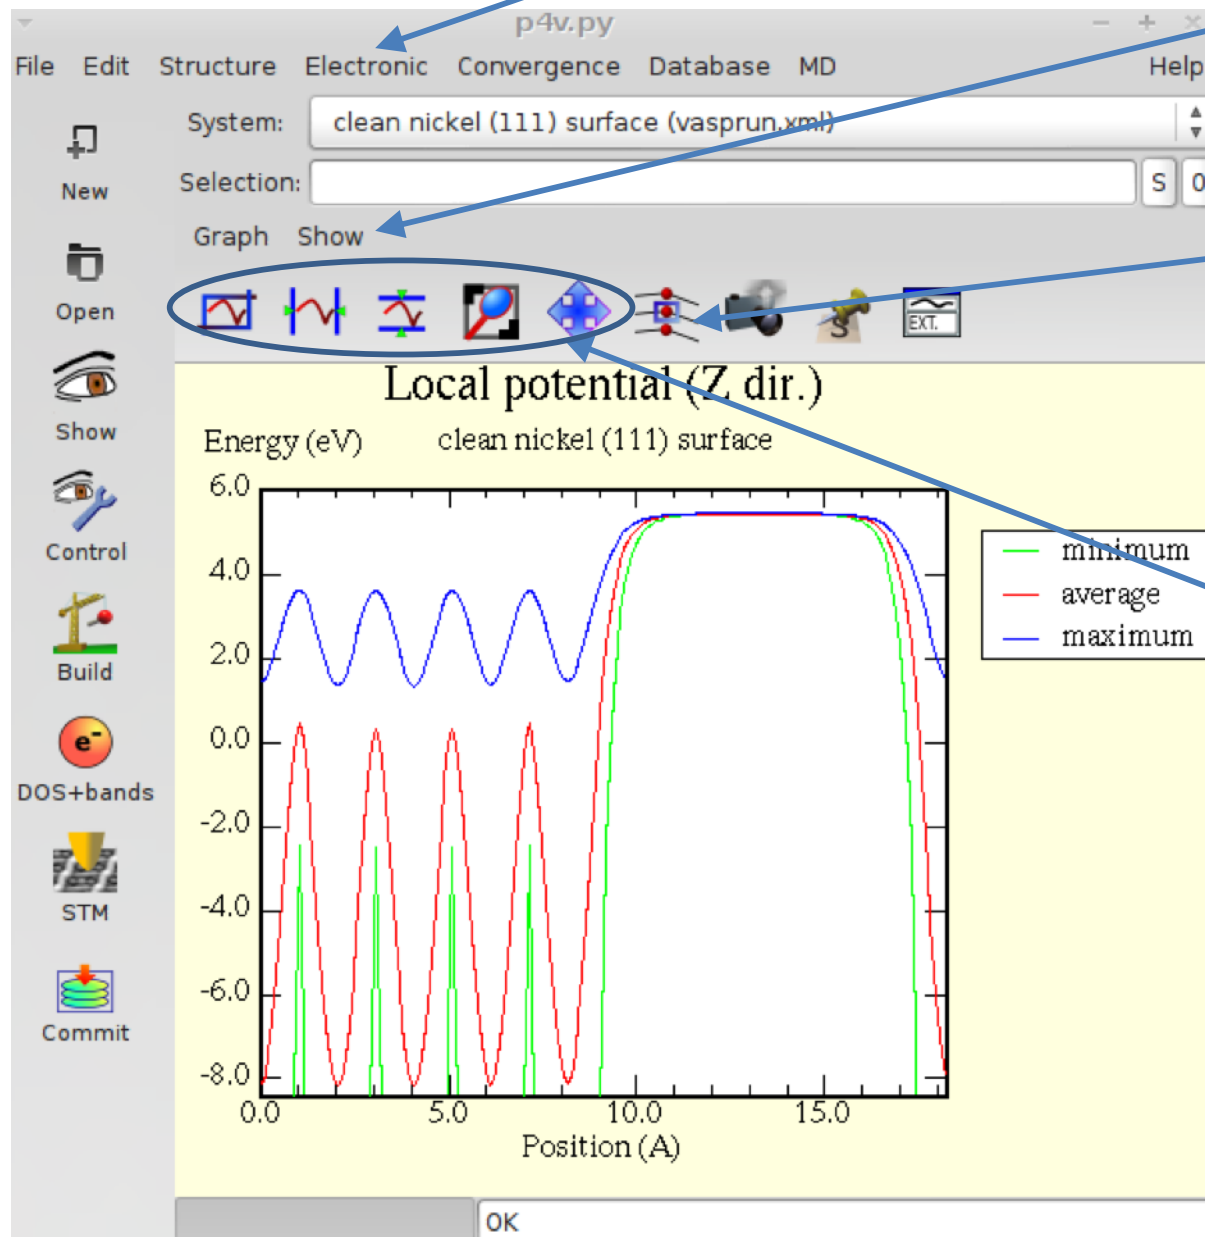 p4v.py
File Edit Structure Electronic Convergence Database MD Help
System: clean nickel (111) surface (vasprun.xml)
Selection: S 0
Graph Show
New
Open
Show
Control
Build
e-
DOS+bands
STM
Commit
S
EXT.
Local potential (Z dir.)
Energy (eV) clean nickel (111) surface
6.0
4.0
2.0
0.0
-2.0
-4.0
-6.0
-8.0
0.0 5.0 10.0 15.0
Position (A)
minimum
average
maximum
OK